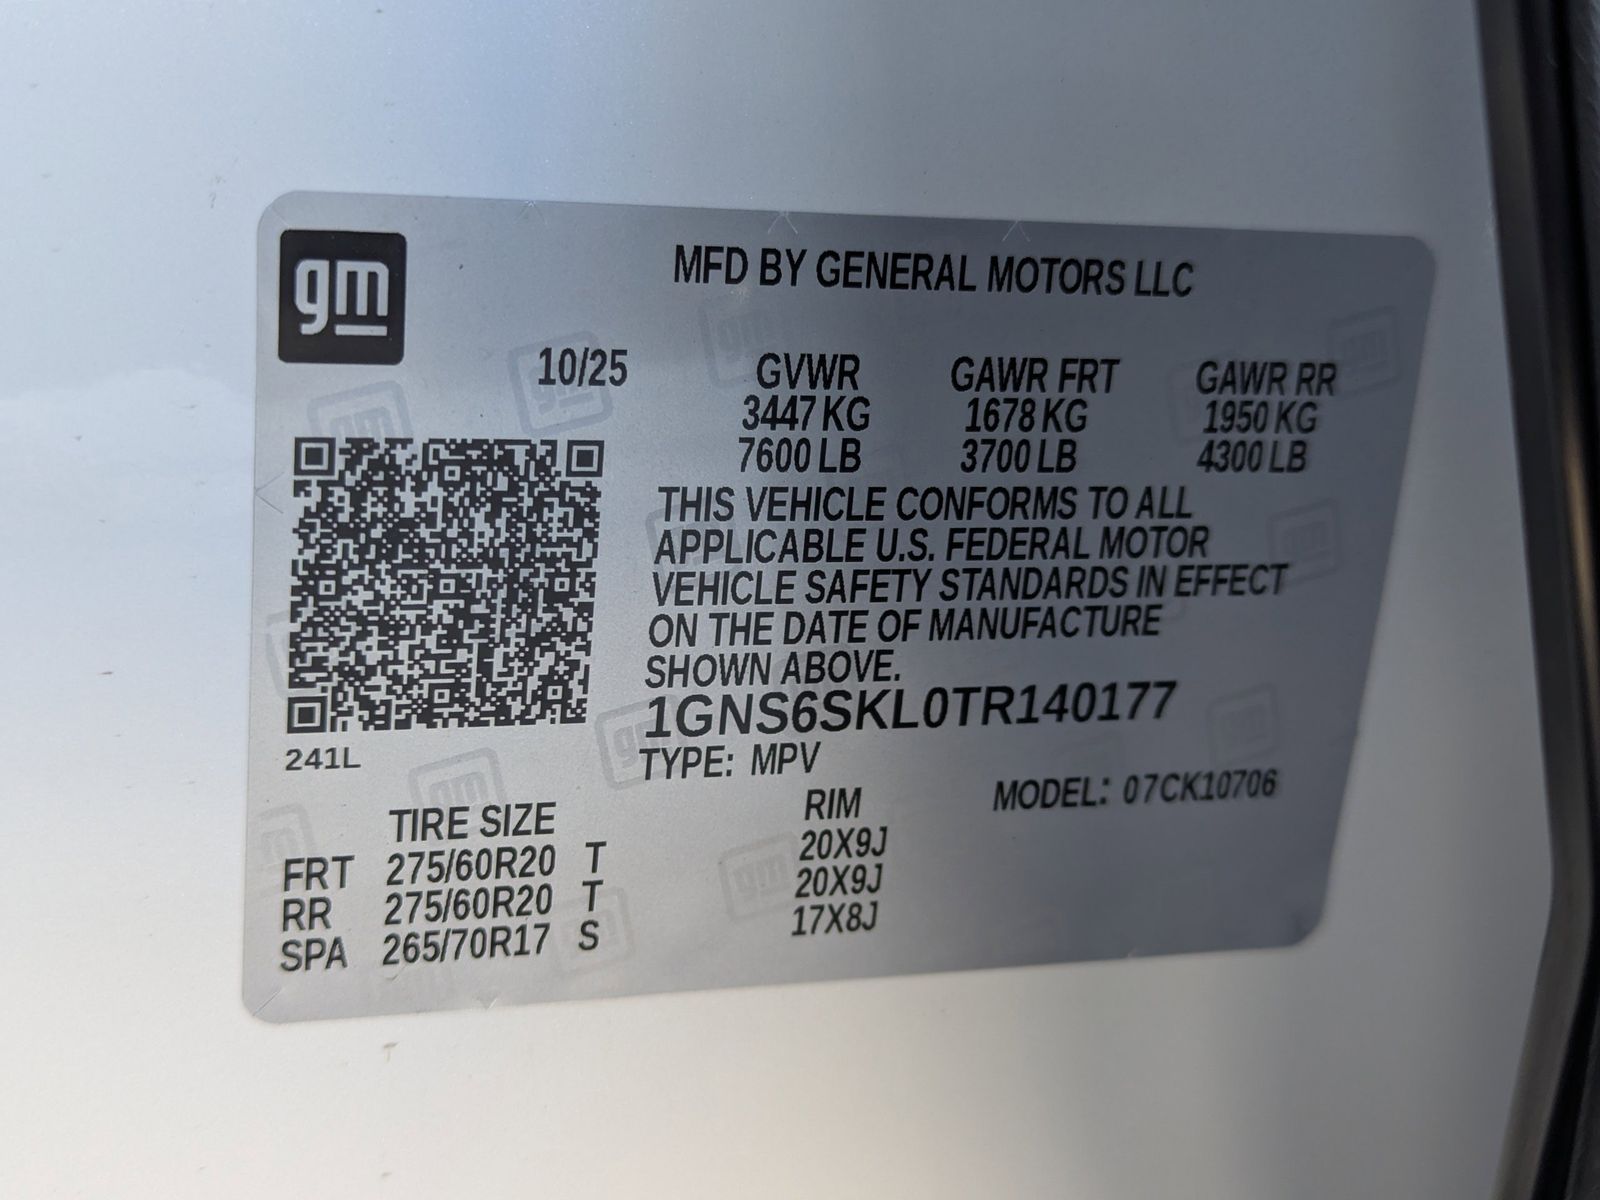 gm
MFD BY GENERAL MOTORS LLC
10/25 GVWR GAWR FRT GAWR RR
3447 KG 1678 KG 1950 KG
7600 LB 3700 LB 4300 LB
THIS VEHICLE CONFORMS TO ALL
APPLICABLE U.S. FEDERAL MOTOR
VEHICLE SAFETY STANDARDS IN EFFECT
ON THE DATE OF MANUFACTURE
SHOWN ABOVE.
1GNS6SKL0TR140177
241L
TYPE: MPV MODEL: 07CK10706
TIRE SIZE RIM
FRT 275/60R20 T 20X9J
RR 275/60R20 T 20X9J
SPA 265/70R17 S 17X8J